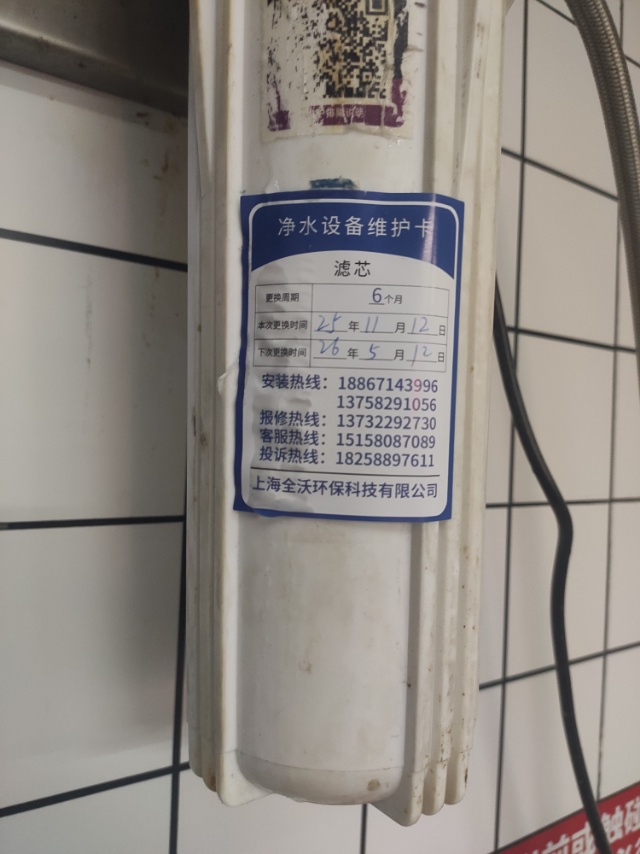 净水设备维护卡
滤芯
更换周期 6个月
本次更换时间 25年11月12日
下次更换时间 26年5月12日
安装热线：18867143996
13758291056
报修热线：13732292730
客服热线：15158087089
投诉热线：18258897611
上海全沃环保科技有限公司